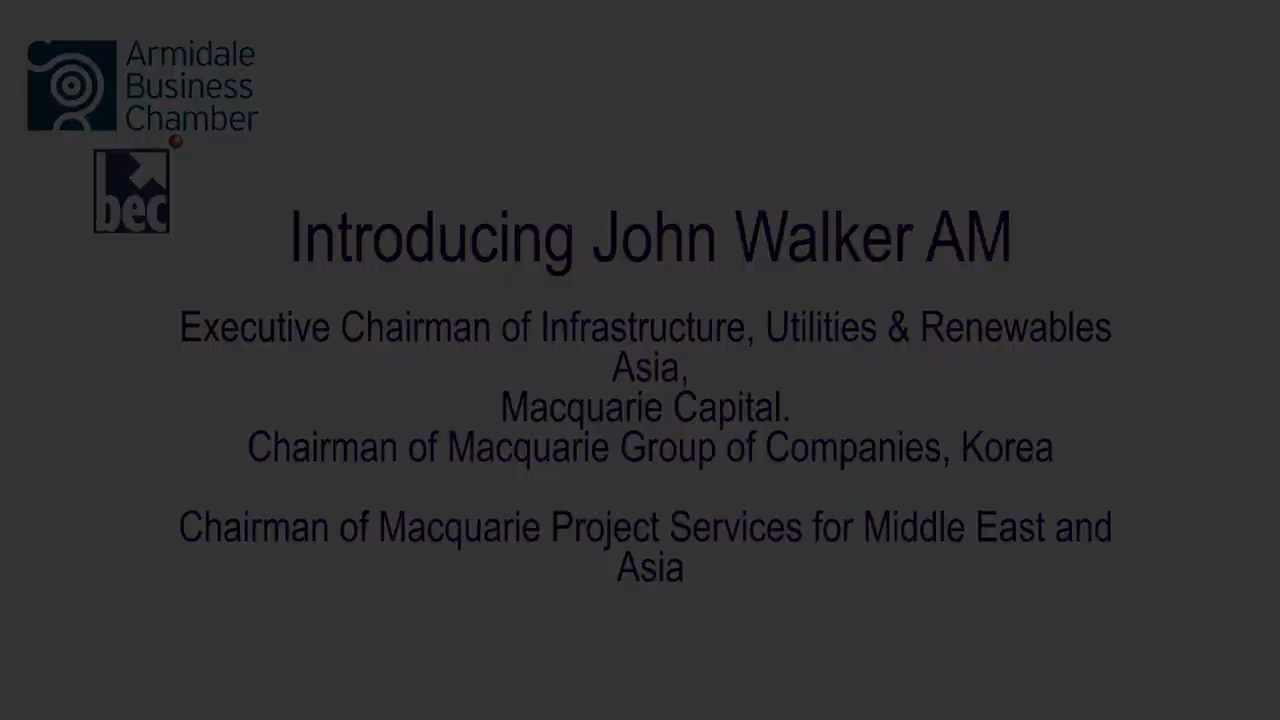 Armidale
Business
Chamber
bec
Introducing John Walker AM
Executive Chairman of Infrastructure, Utilities & Renewables
Asia,
Macquarie Capital.
Chairman of Macquarie Group of Companies, Korea
Chairman of Macquarie Project Services for Middle East and
Asia